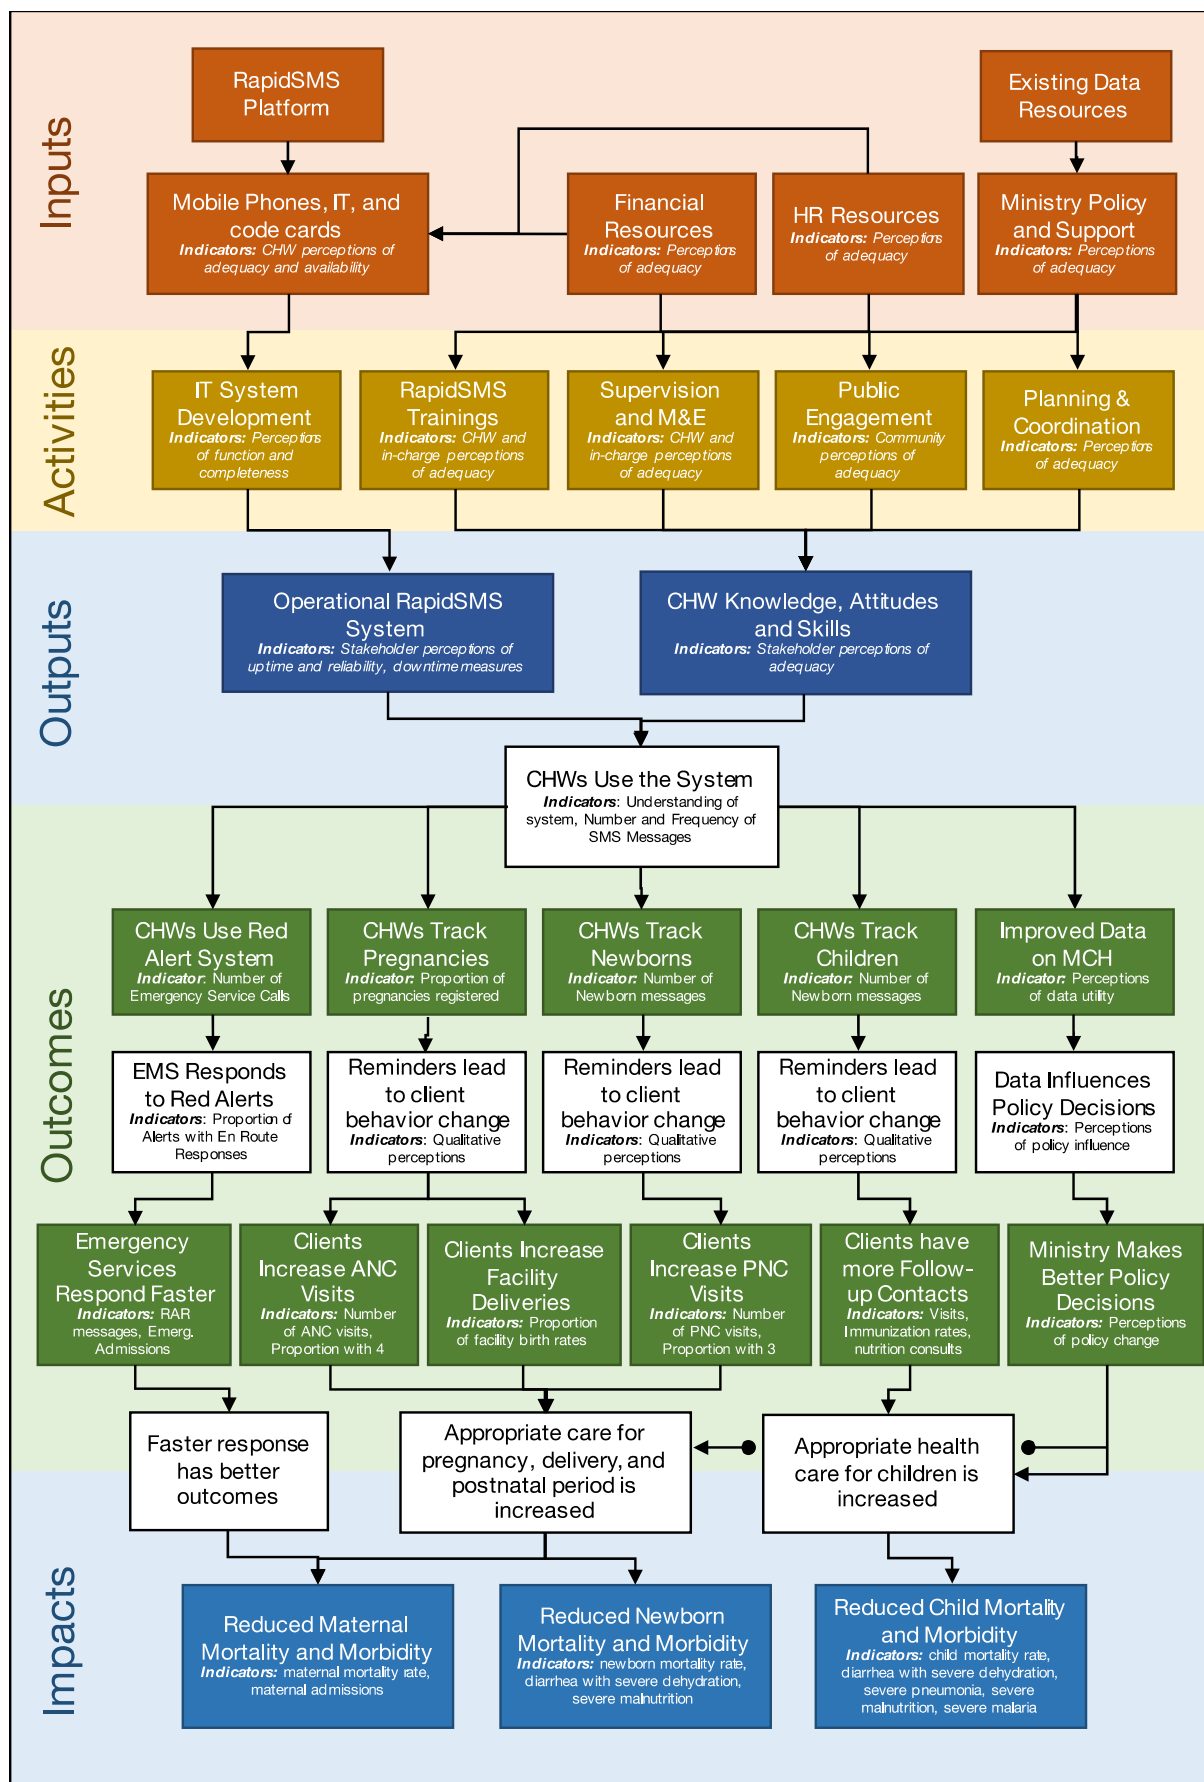 Inputs
RapidSMS
Platform
Existing Data
Resources
Mobile Phones, IT, and
code cards
Indicators: CHW perceptions of
adequacy and availability
Financial
Resources
Indicators: Perceptions
of adequacy
HR Resources
Indicators: Perceptions
of adequacy
Ministry Policy
and Support
Indicators: Perceptions
of adequacy
Activities
IT System
Development
Indicators: Perceptions
of function and
completeness
RapidSMS
Trainings
Indicators: CHW and
in-charge perceptions
of adequacy
Supervision
and M&E
Indicators: CHW and
in-charge perceptions
of adequacy
Public
Engagement
Indicators: Community
perceptions of
adequacy
Planning &
Coordination
Indicators: Perceptions
of adequacy
Outputs
Operational RapidSMS
System
Indicators: Stakeholder perceptions of
uptime and reliability, downtime measures
CHW Knowledge, Attitudes
and Skills
Indicators: Stakeholder perceptions of
adequacy
CHWs Use the System
Indicators: Understanding of
system, Number and Frequency of
SMS Messages
Outcomes
CHWs Use Red
Alert System
Indicator: Number of
Emergency Service Calls
CHWs Track
Pregnancies
Indicator: Proportion of
pregnancies registered
CHWs Track
Newborns
Indicator: Number of
Newborn messages
CHWs Track
Children
Indicator: Number of
Newborn messages
Improved Data
on MCH
Indicator: Perceptions
of data utility
EMS Responds
to Red Alerts
Indicators: Proportion of
Alerts with En Route
Responses
Reminders lead
to client
behavior change
Indicators: Qualitative
perceptions
Reminders lead
to client
behavior change
Indicators: Qualitative
perceptions
Reminders lead
to client
behavior change
Indicators: Qualitative
perceptions
Data Influences
Policy Decisions
Indicators: Perceptions
of policy influence
Emergency
Services
Respond Faster
Indicators: RAR
messages, Emerg.
Admissions
Clients
Increase ANC
Visits
Indicators: Number
of ANC visits,
Proportion with 4
Clients Increase
Facility
Deliveries
Indicators: Proportion
of facility birth rates
Clients
Increase PNC
Visits
Indicators: Number
of PNC visits,
Proportion with 3
Clients have
more Follow-
up Contacts
Indicators: Visits,
Immunization rates,
nutrition consults
Ministry Makes
Better Policy
Decisions
Indicators: Perceptions
of policy change
Faster response
has better
outcomes
Appropriate care for
pregnancy, delivery, and
postnatal period is
increased
Appropriate health
care for children is
increased
Impacts
Reduced Maternal
Mortality and Morbidity
Indicators: maternal mortality rate,
maternal admissions
Reduced Newborn
Mortality and Morbidity
Indicators: newborn mortality rate,
diarrhea with severe dehydration,
severe malnutrition
Reduced Child Mortality
and Morbidity
Indicators: child mortality rate,
diarrhea with severe dehydration,
severe pneumonia, severe
malnutrition, severe malaria